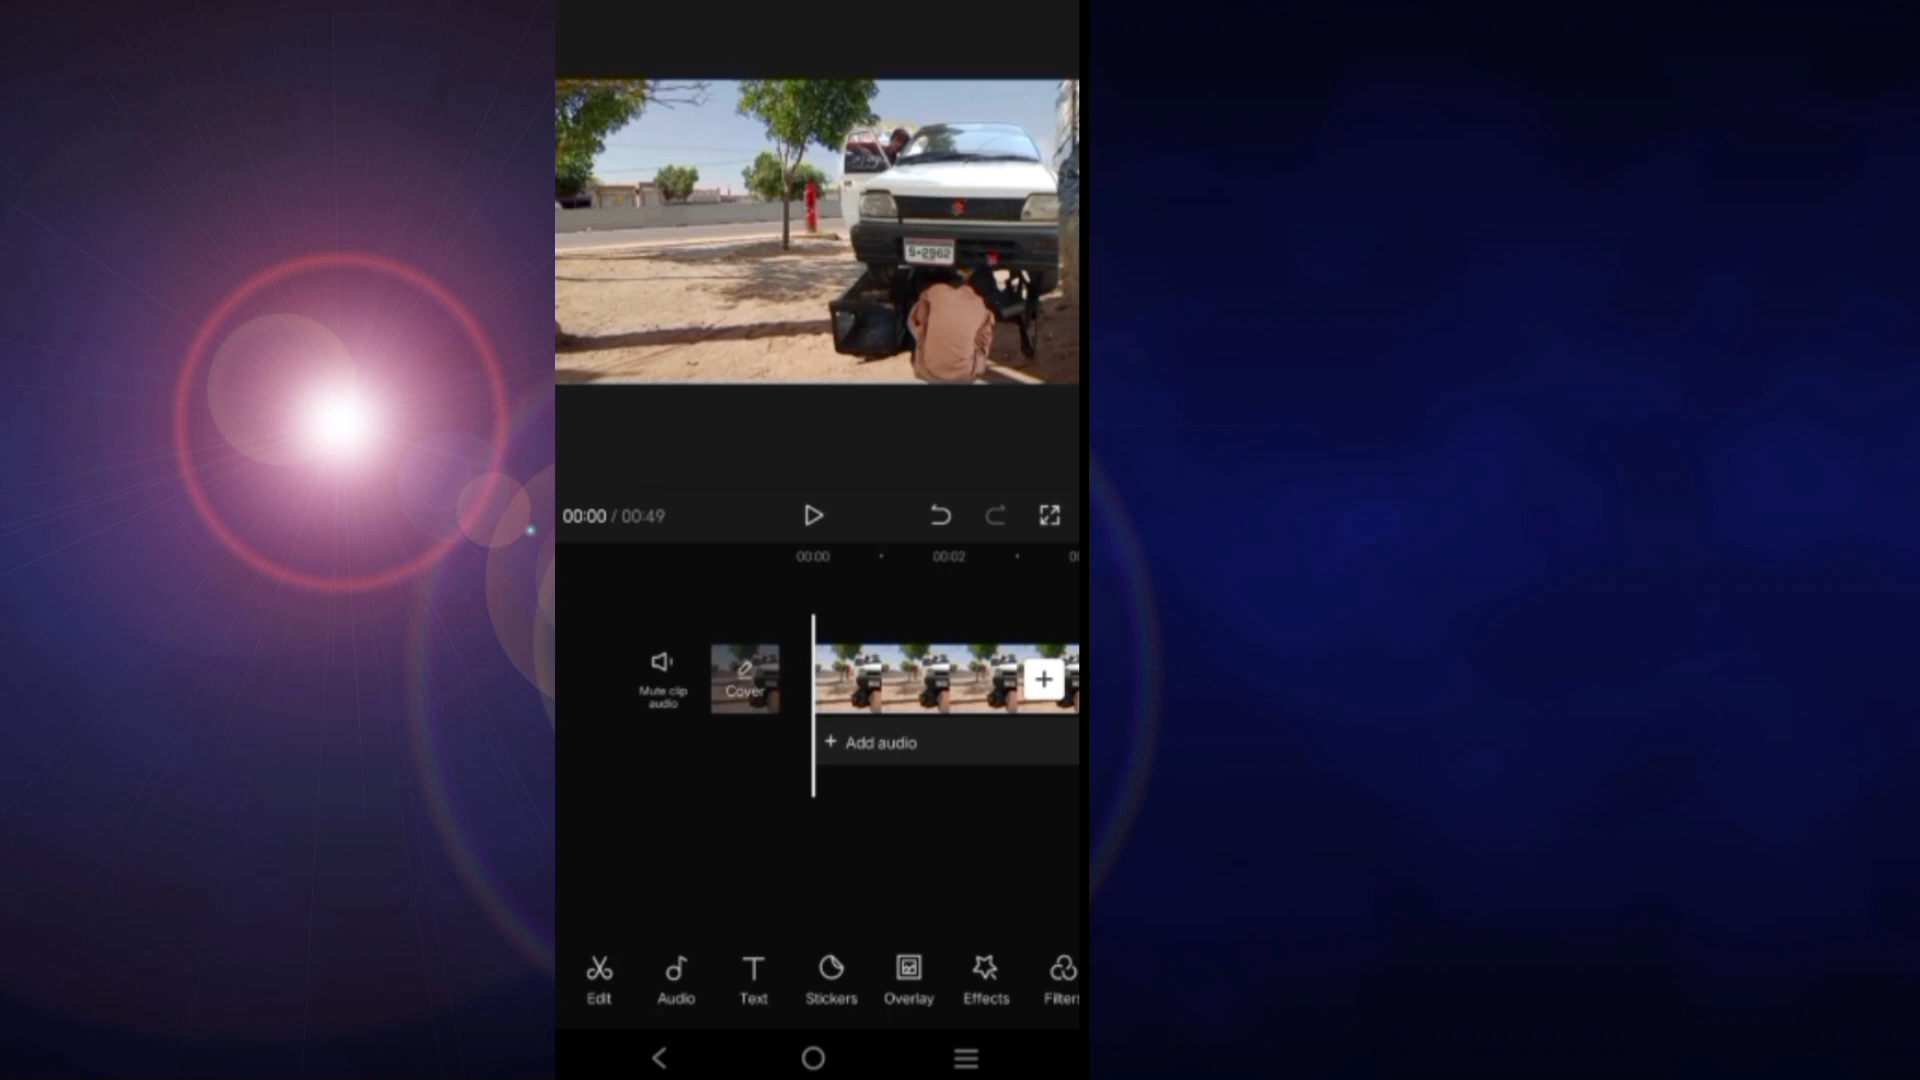 S-2962
00:00 / 00:49
00:00
00:02
Mute clip
audio
Cover
+ Add audio
Edit
Audio
Text
Stickers
Overlay
Effects
Filters